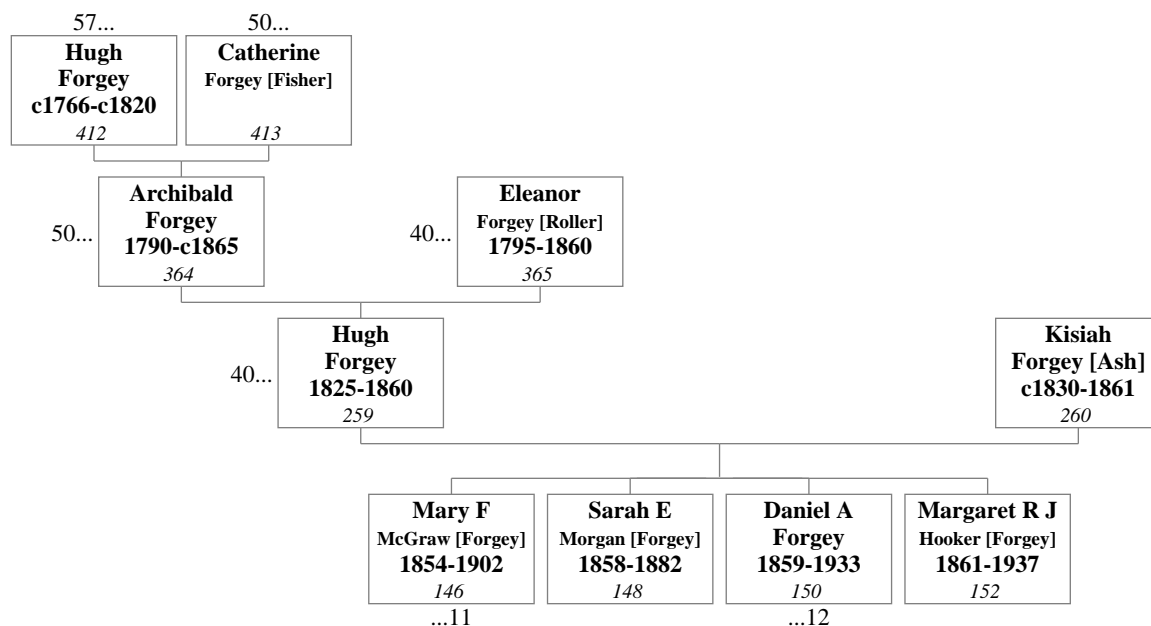 57...
50...
Hugh
Forgey
c1766-c1820
412
Catherine
Forgey [Fisher]
413
50...
Archibald
Forgey
1790-c1865
364
40...
Eleanor
Forgey [Roller]
1795-1860
365
40...
Hugh
Forgey
1825-1860
259
Kisiah
Forgey [Ash]
c1830-1861
260
Mary F
McGraw [Forgey]
1854-1902
146
...11
Sarah E
Morgan [Forgey]
1858-1882
148
Daniel A
Forgey
1859-1933
150
...12
Margaret R J
Hooker [Forgey]
1861-1937
152